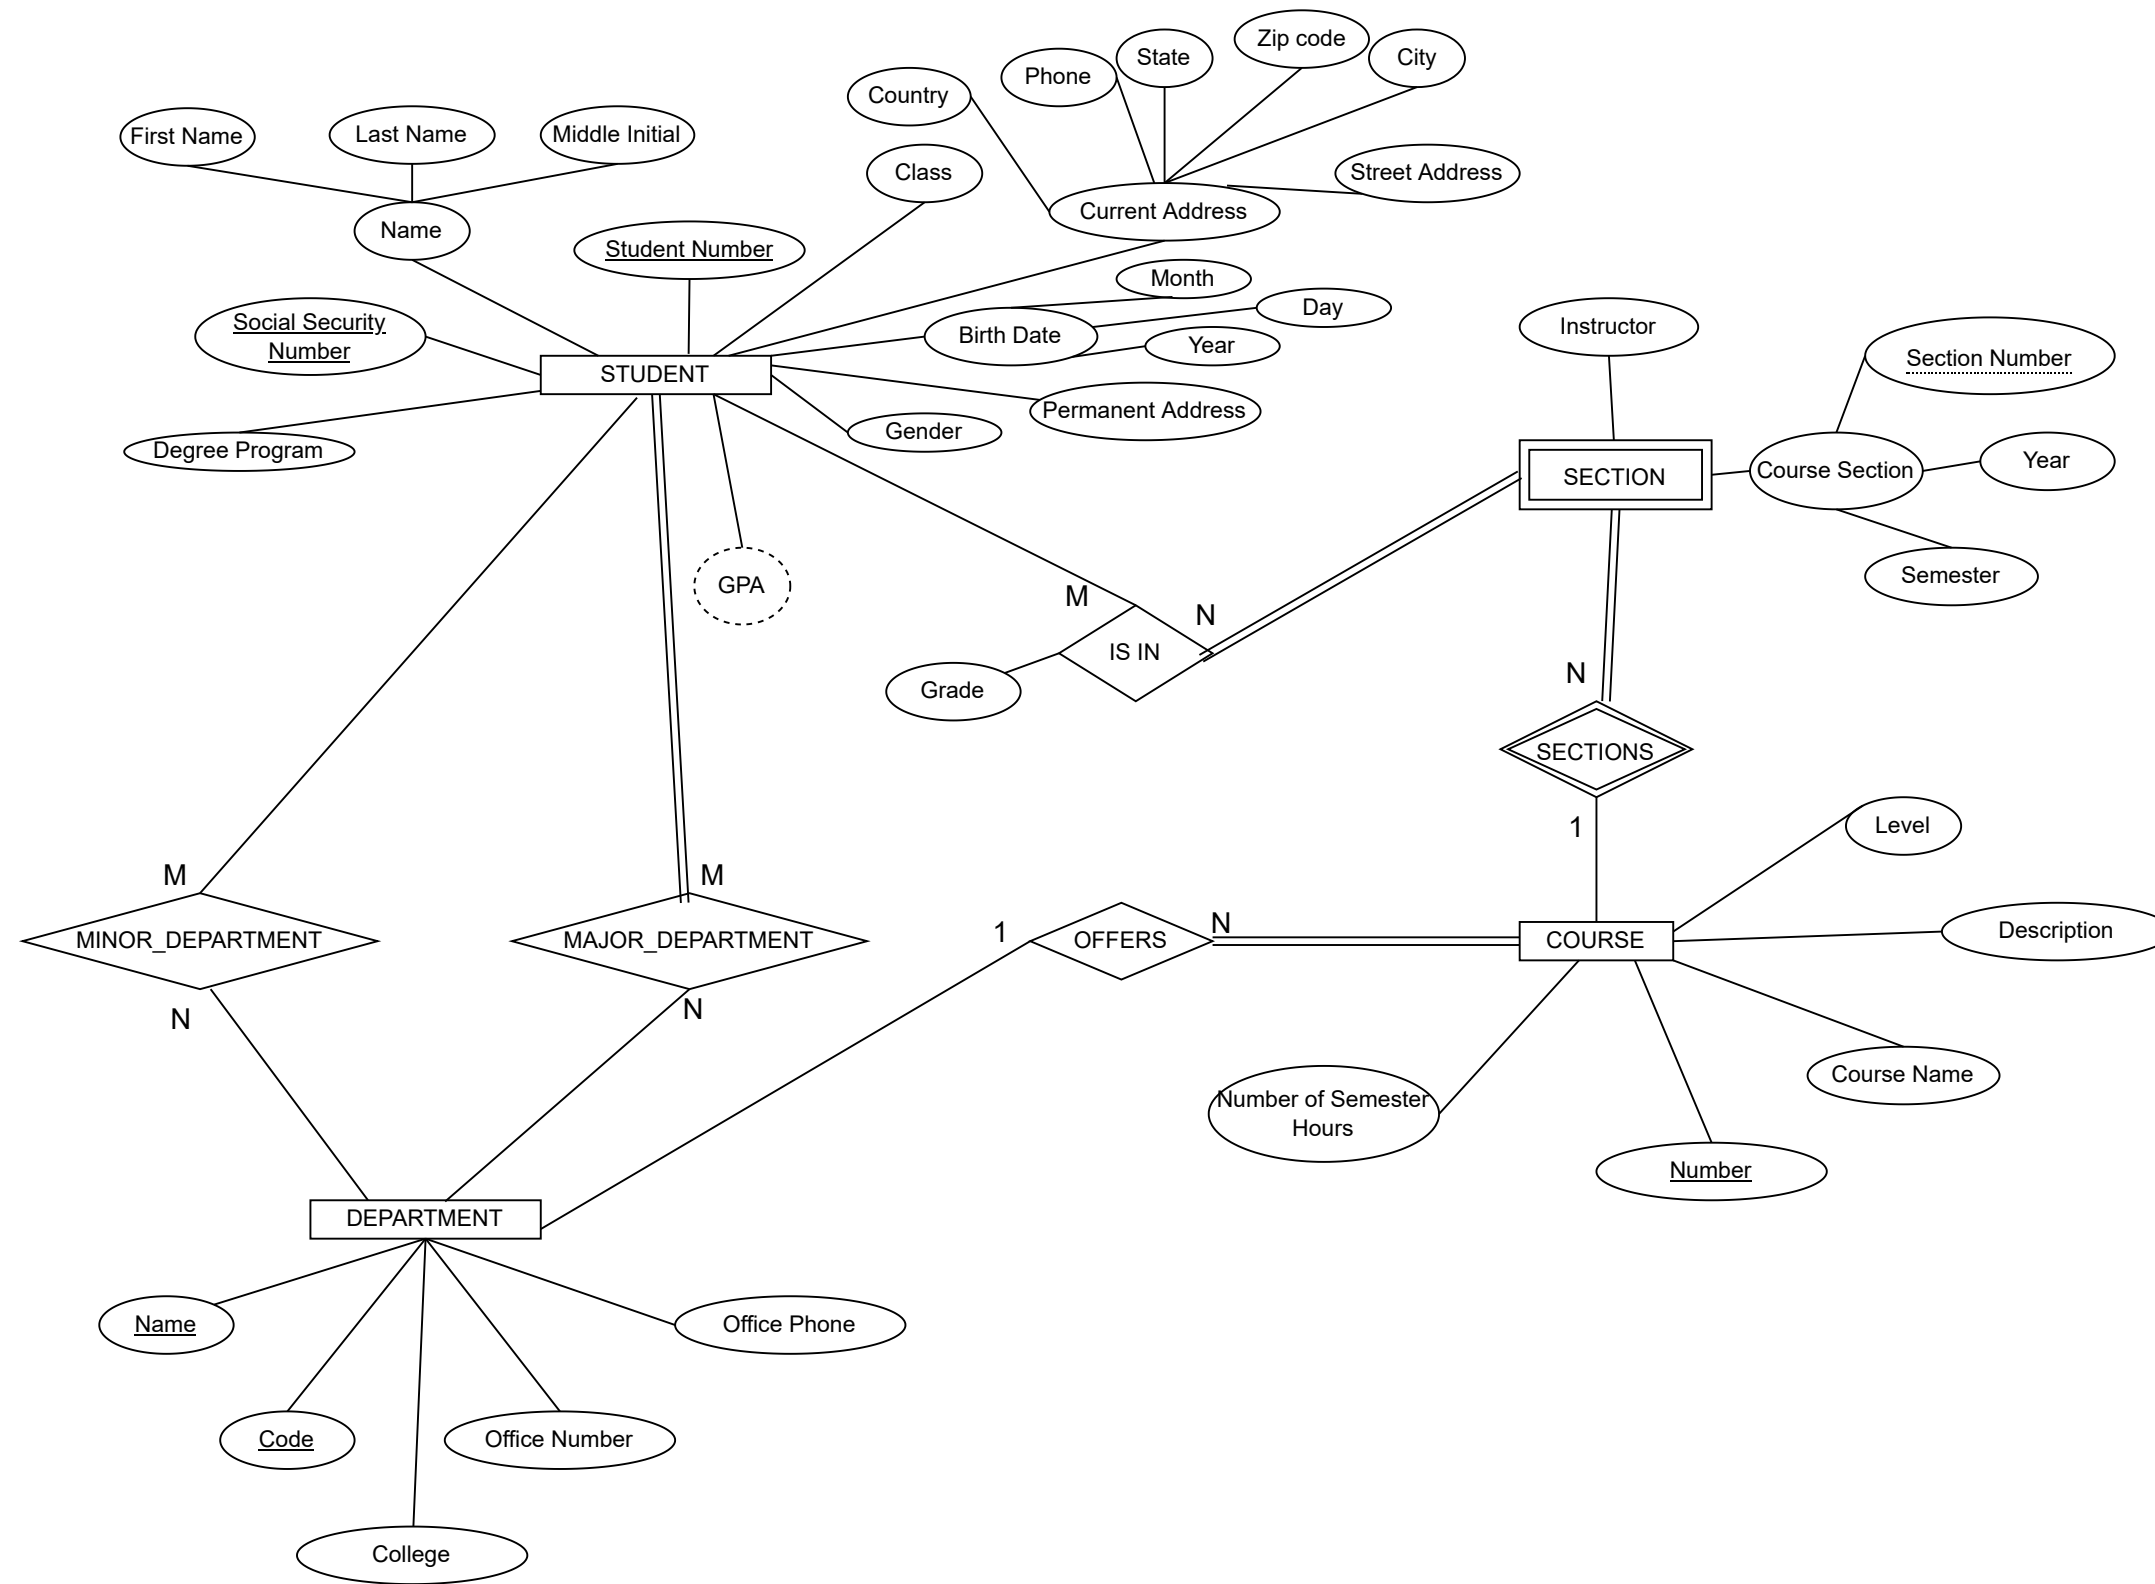 Zip code
State
City
Phone
Country
First Name
Last Name
Middle Initial
Class
Street Address
Current Address
Name
Student Number
Month
Day
Social Security
Number
Birth Date
Year
Instructor
Section Number
STUDENT
Permanent Address
Gender
Degree Program
SECTION
Course Section
Year
GPA
Semester
M
N
IS IN
Grade
N
SECTIONS
1
Level
M
M
MINOR_DEPARTMENT
MAJOR_DEPARTMENT
1
OFFERS
N
COURSE
Description
N
N
Number of Semester
Hours
Course Name
Number
DEPARTMENT
Name
Office Phone
Code
Office Number
College